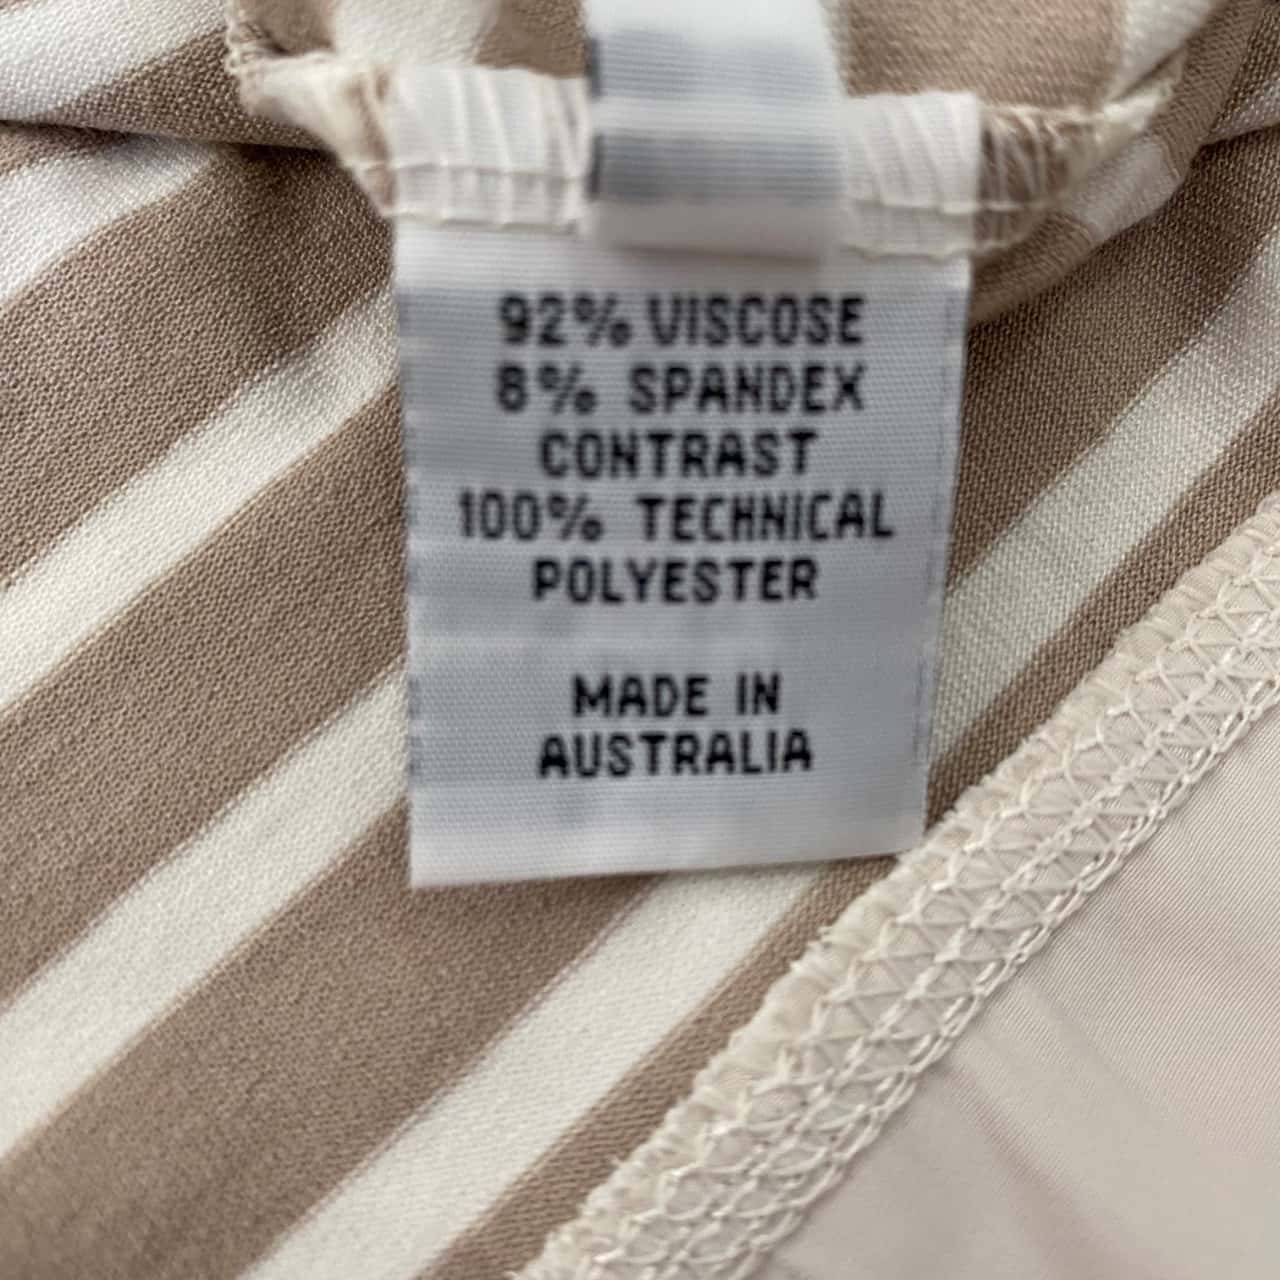 92% VISCOSE
8% SPANDEX
CONTRAST
100% TECHNICAL
POLYESTER
MADE IN
AUSTRALIA